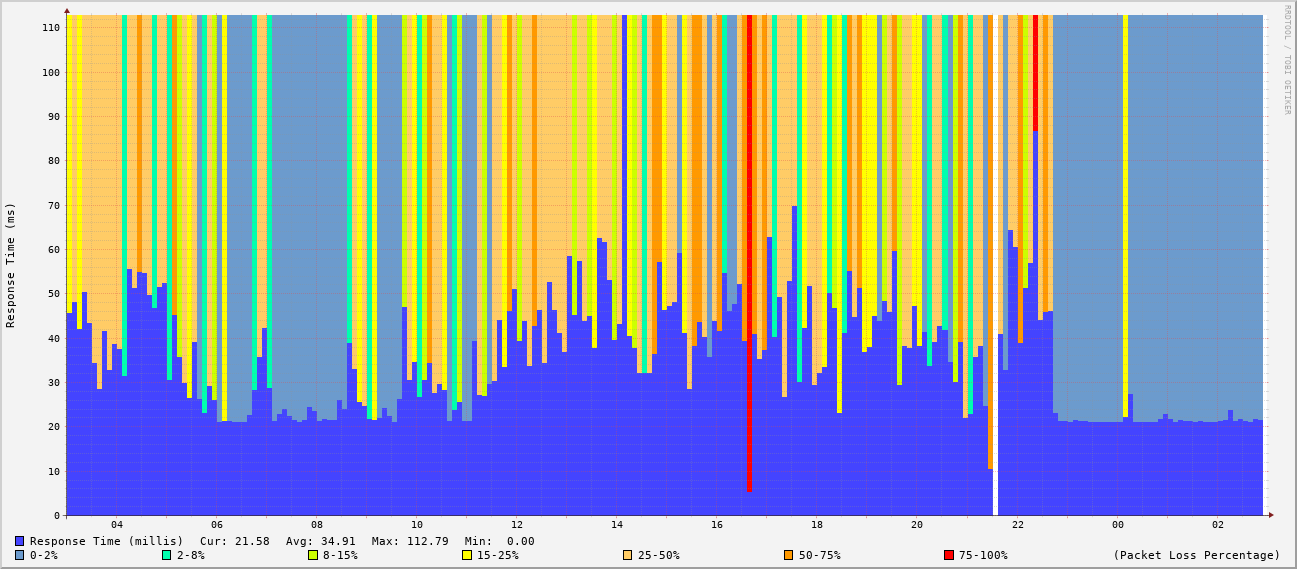 RRDTOOL / TOBI OETIKER
Response Time (ms)
110
100
90
80
70
60
50
40
30
20
10
0
04 06 08 10 12 14 16 18 20 22 00 02
Response Time (millis) Cur: 21.58 Avg: 34.91 Max: 112.79 Min: 0.00
0-2% 2-8% 8-15% 15-25% 25-50% 50-75% 75-100% (Packet Loss Percentage)